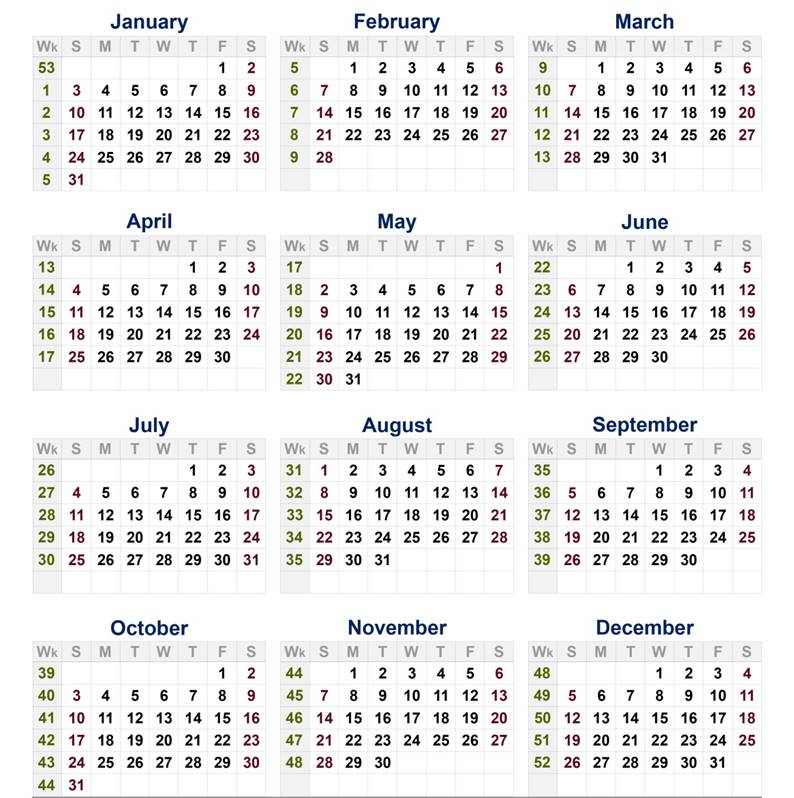 January February March
Wk S M T W T F S Wk S M T W T F S Wk S M T W T F S
53 1 2 5 1 2 3 4 5 6 9 1 2 3 4 5 6
1 3 4 5 6 7 8 9 6 7 8 9 10 11 12 13 10 7 8 9 10 11 12 13
2 10 11 12 13 14 15 16 7 14 15 16 17 18 19 20 11 14 15 16 17 18 19 20
3 17 18 19 20 21 22 23 8 21 22 23 24 25 26 27 12 21 22 23 24 25 26 27
4 24 25 26 27 28 29 30 9 28 13 28 29 30 31
5 31
April May June
Wk S M T W T F S Wk S M T W T F S Wk S M T W T F S
13 1 2 3 17 1 22 1 2 3 4 5
14 4 5 6 7 8 9 10 18 2 3 4 5 6 7 8 23 6 7 8 9 10 11 12
15 11 12 13 14 15 16 17 19 9 10 11 12 13 14 15 24 13 14 15 16 17 18 19
16 18 19 20 21 22 23 24 20 16 17 18 19 20 21 22 25 20 21 22 23 24 25 26
17 25 26 27 28 29 30 21 23 24 25 26 27 28 29 26 27 28 29 30
22 30 31
July August September
Wk S M T W T F S Wk S M T W T F S Wk S M T W T F S
26 1 2 3 31 1 2 3 4 5 6 7 35 1 2 3 4
27 4 5 6 7 8 9 10 32 8 9 10 11 12 13 14 36 5 6 7 8 9 10 11
28 11 12 13 14 15 16 17 33 15 16 17 18 19 20 21 37 12 13 14 15 16 17 18
29 18 19 20 21 22 23 24 34 22 23 24 25 26 27 28 38 19 20 21 22 23 24 25
30 25 26 27 28 29 30 31 35 29 30 31 39 26 27 28 29 30
October November December
Wk S M T W T F S Wk S M T W T F S Wk S M T W T F S
39 1 2 44 1 2 3 4 5 6 48 1 2 3 4
40 3 4 5 6 7 8 9 45 7 8 9 10 11 12 13 49 5 6 7 8 9 10 11
41 10 11 12 13 14 15 16 46 14 15 16 17 18 19 20 50 12 13 14 15 16 17 18
42 17 18 19 20 21 22 23 47 21 22 23 24 25 26 27 51 19 20 21 22 23 24 25
43 24 25 26 27 28 29 30 48 28 29 30 52 26 27 28 29 30 31
44 31